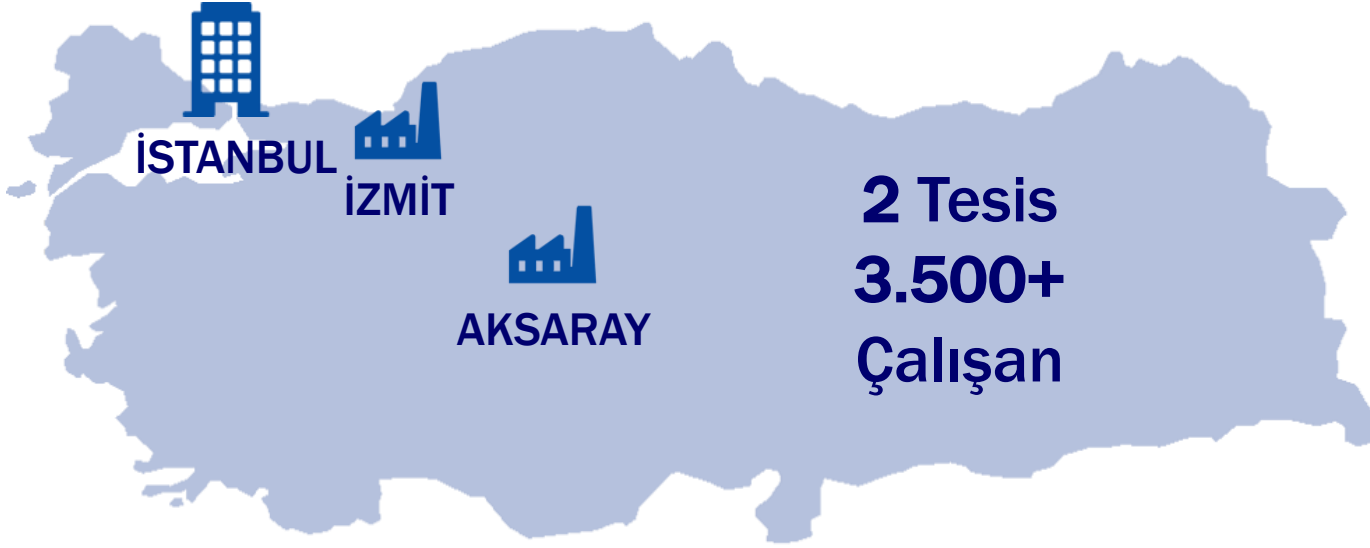 İSTANBUL
İZMİT
AKSARAY
2 Tesis
3.500+
Çalışan